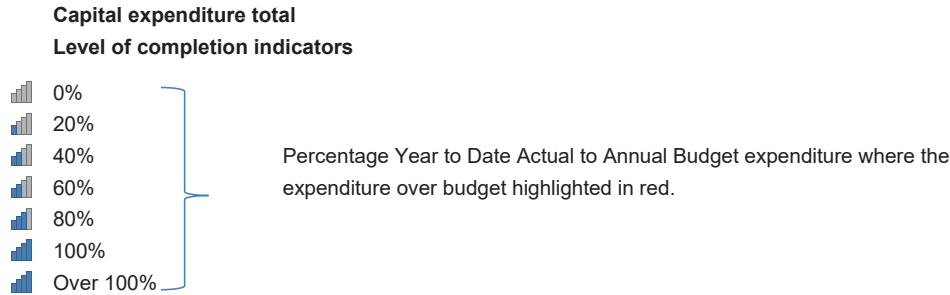 Capital expenditure total
Level of completion indicators
0%
20%
40%
60%
80%
100%
Over 100%
Percentage Year to Date Actual to Annual Budget expenditure where the
expenditure over budget highlighted in red.